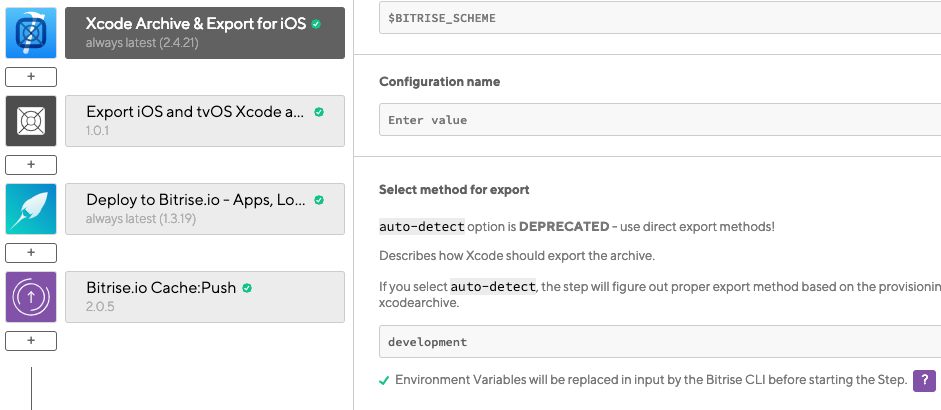 Xcode Archive & Export for iOS
always latest (2.4.21)
+
Export iOS and tvOS Xcode a...
1.0.1
+
Deploy to Bitrise.io - Apps, Lo...
always latest (1.3.19)
+
Bitrise.io Cache:Push
2.0.5
+
$BITRISE_SCHEME
Configuration name
Enter value
Select method for export
auto-detect option is DEPRECATED - use direct export methods!
Describes how Xcode should export the archive.
If you select auto-detect, the step will figure out proper export method based on the provisionin
xcodearchive.
development
Environment Variables will be replaced in input by the Bitrise CLI before starting the Step. ?